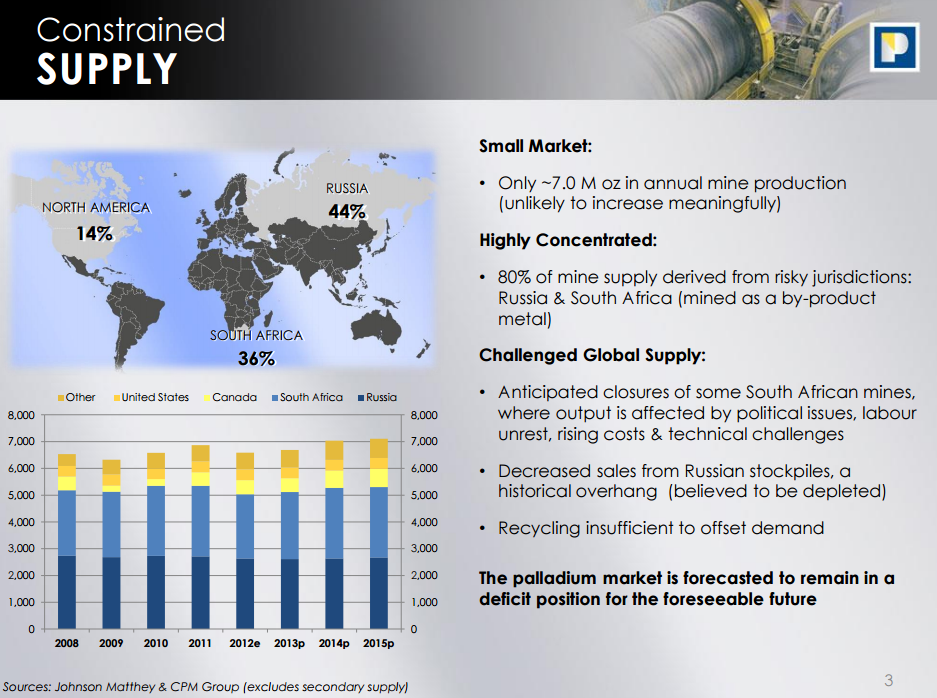 Constrained
SUPPLY
P
NORTH AMERICA
14%
RUSSIA
44%
SOUTH AFRICA
36%
Other United States Canada South Africa Russia
8,000 8,000
7,000 7,000
6,000 6,000
5,000 5,000
4,000 4,000
3,000 3,000
2,000 2,000
1,000 1,000
0 0
2008 2009 2010 2011 2012e 2013p 2014p 2015p
Sources: Johnson Matthey & CPM Group (excludes secondary supply)
Small Market:
• Only ~7.0 M oz in annual mine production
(unlikely to increase meaningfully)
Highly Concentrated:
• 80% of mine supply derived from risky jurisdictions:
Russia & South Africa (mined as a by-product
metal)
Challenged Global Supply:
• Anticipated closures of some South African mines,
where output is affected by political issues, labour
unrest, rising costs & technical challenges
• Decreased sales from Russian stockpiles, a
historical overhang (believed to be depleted)
• Recycling insufficient to offset demand
The palladium market is forecasted to remain in a
deficit position for the foreseeable future
3